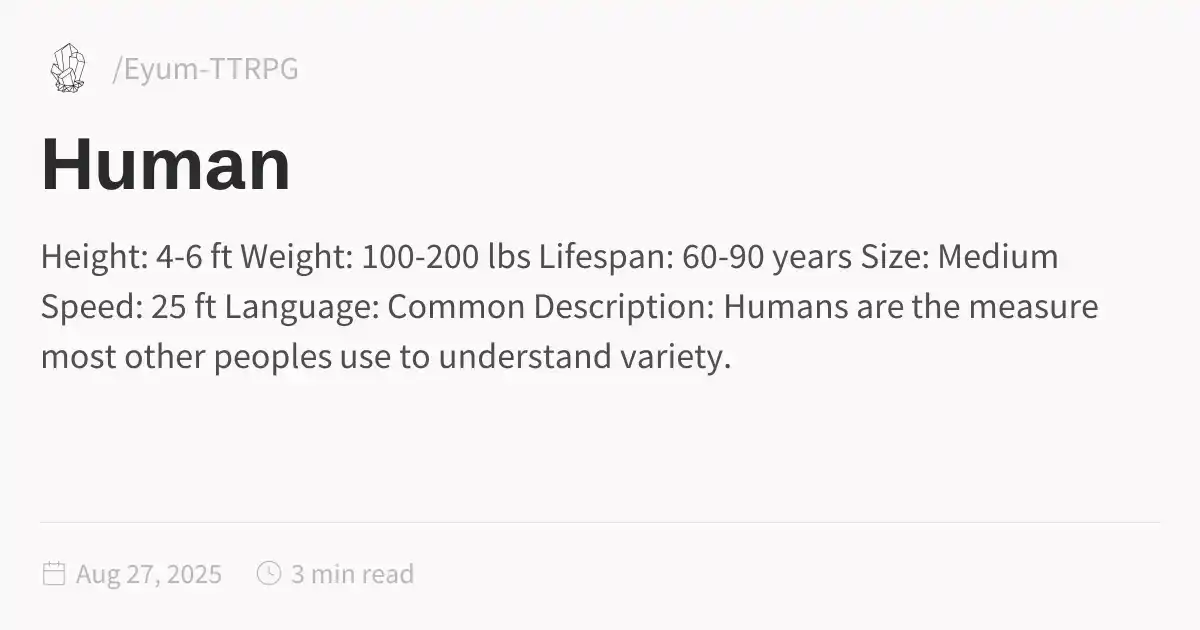 /Eyum-TTRPG
Human
Height: 4-6 ft Weight: 100-200 lbs Lifespan: 60-90 years Size: Medium
Speed: 25 ft Language: Common Description: Humans are the measure
most other peoples use to understand variety.
Aug 27, 2025 3 min read